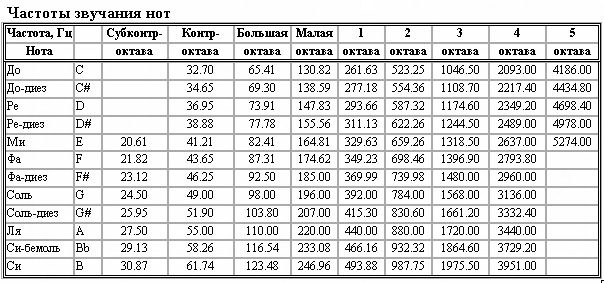 Частоты звучания нот
Частота, Гц Субконтр- Контр- Большая Малая 1 2 3 4 5
Нота октава октава октава октава октава октава октава октава октава
До C 32.70 65.41 130.82 261.63 523.25 1046.50 2093.00 4186.00
До-диез C# 34.65 69.30 138.59 277.18 554.36 1108.70 2217.40 4434.80
Ре D 36.95 73.91 147.83 293.66 587.32 1174.60 2349.20 4698.40
Ре-диез D# 38.88 77.78 155.56 311.13 622.26 1244.50 2489.00 4978.00
Ми E 20.61 41.21 82.41 164.81 329.63 659.26 1318.50 2637.00 5274.00
Фа F 21.82 43.65 87.31 174.62 349.23 698.46 1396.90 2793.80
Фа-диез F# 23.12 46.25 92.50 185.00 369.99 739.98 1480.00 2960.00
Соль G 24.50 49.00 98.00 196.00 392.00 784.00 1568.00 3136.00
Соль-диез G# 25.95 51.90 103.80 207.00 415.30 830.60 1661.20 3332.40
Ля A 27.50 55.00 110.00 220.00 440.00 880.00 1720.00 3440.00
Си-бемоль Bb 29.13 58.26 116.54 233.08 466.16 932.32 1864.60 3729.20
Си B 30.87 61.74 123.48 246.96 493.88 987.75 1975.50 3951.00